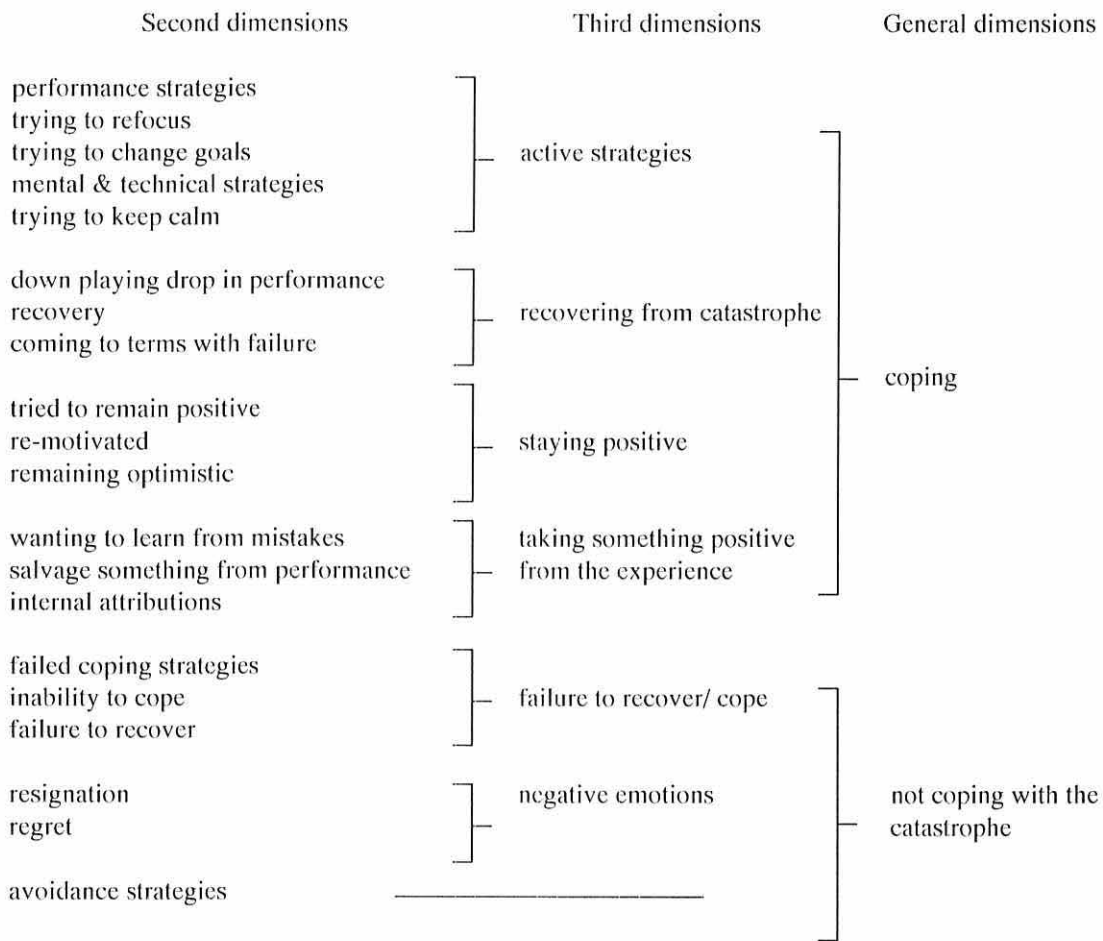 Second dimensions Third dimensions General dimensions
performance strategies
trying to refocus
trying to change goals
mental & technical strategies
trying to keep calm
active strategies
down playing drop in performance
recovery
coming to terms with failure
recovering from catastrophe
coping
tried to remain positive
re-motivated
remaining optimistic
staying positive
wanting to learn from mistakes
salvage something from performance
internal attributions
taking something positive
from the experience
failed coping strategies
inability to cope
failure to recover
failure to recover/ cope
resignation
regret
negative emotions
not coping with the
catastrophe
avoidance strategies